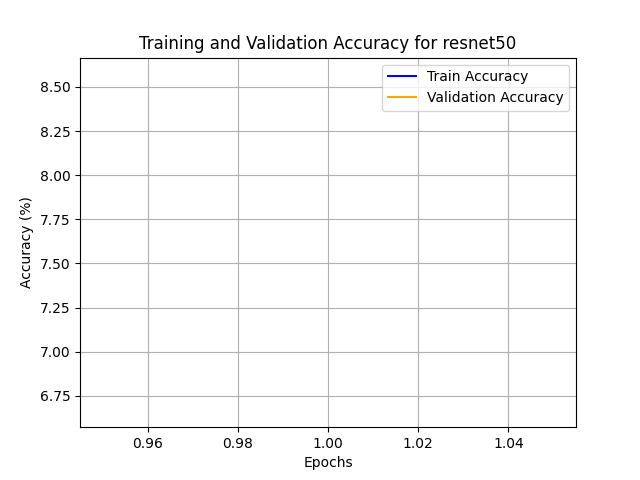 Training and Validation Accuracy for resnet50
Train Accuracy
Validation Accuracy
Accuracy (%)
8.50
8.25
8.00
7.75
7.50
7.25
7.00
6.75
0.96 0.98 1.00 1.02 1.04
Epochs